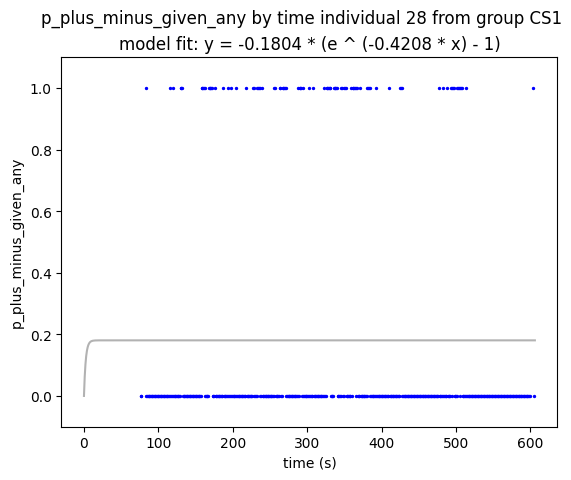 p_plus_minus_given_any by time individual 28 from group CS1
model fit: y = -0.1804 * (e ^ (-0.4208 * x) - 1)
1.0
0.8
0.6
0.4
0.2
0.0
p_plus_minus_given_any
0 100 200 300 400 500 600
time (s)